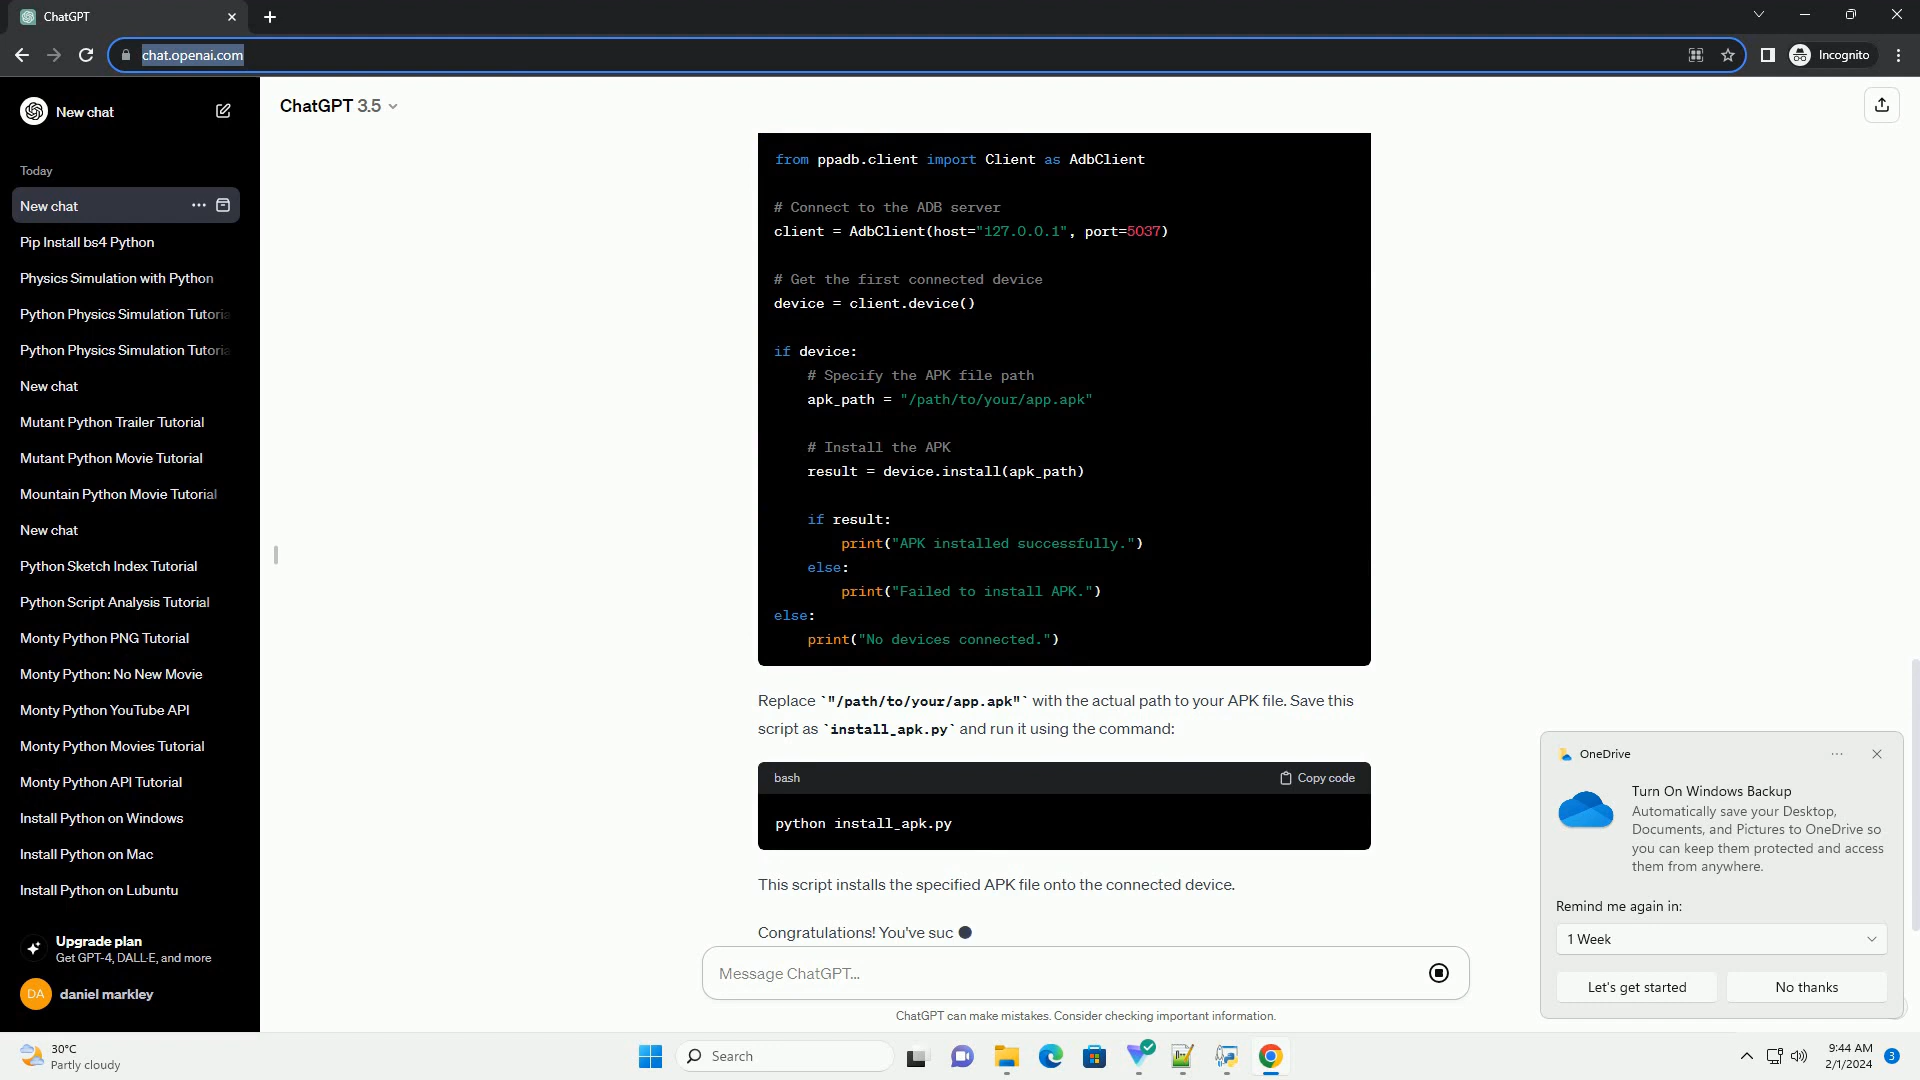 ChatGPT
chat.openai.com
Incognito
New chat
ChatGPT 3.5
Today
New chat
Pip Install bs4 Python
Physics Simulation with Python
Python Physics Simulation Tutoria
Python Physics Simulation Tutoria
New chat
Mutant Python Trailer Tutorial
Mutant Python Movie Tutorial
Mountain Python Movie Tutorial
New chat
Python Sketch Index Tutorial
Python Script Analysis Tutorial
Monty Python PNG Tutorial
Monty Python: No New Movie
Monty Python YouTube API
Monty Python Movies Tutorial
Monty Python API Tutorial
Install Python on Windows
Install Python on Mac
Install Python on Lubuntu
Upgrade plan
Get GPT-4, DALL·E, and more
DA
daniel markley
from ppadb.client import Client as AdbClient
# Connect to the ADB server
client = AdbClient(host="127.0.0.1", port=5037)
# Get the first connected device
device = client.device()
if device:
# Specify the APK file path
apk_path = "/path/to/your/app.apk"
# Install the APK
result = device.install(apk_path)
if result:
print("APK installed successfully.")
else:
print("Failed to install APK.")
else:
print("No devices connected.")
Replace `"/path/to/your/app.apk"` with the actual path to your APK file. Save this
script as `install_apk.py` and run it using the command:
bash
Copy code
python install_apk.py
This script installs the specified APK file onto the connected device.
Congratulations! You've suc
Message ChatGPT...
ChatGPT can make mistakes. Consider checking important information.
OneDrive
Turn On Windows Backup
Automatically save your Desktop,
Documents, and Pictures to OneDrive so
you can keep them protected and access
them from anywhere.
Remind me again in:
1 Week
Let's get started
No thanks
30°C
Partly cloudy
Search
9:44 AM
2/1/2024
3